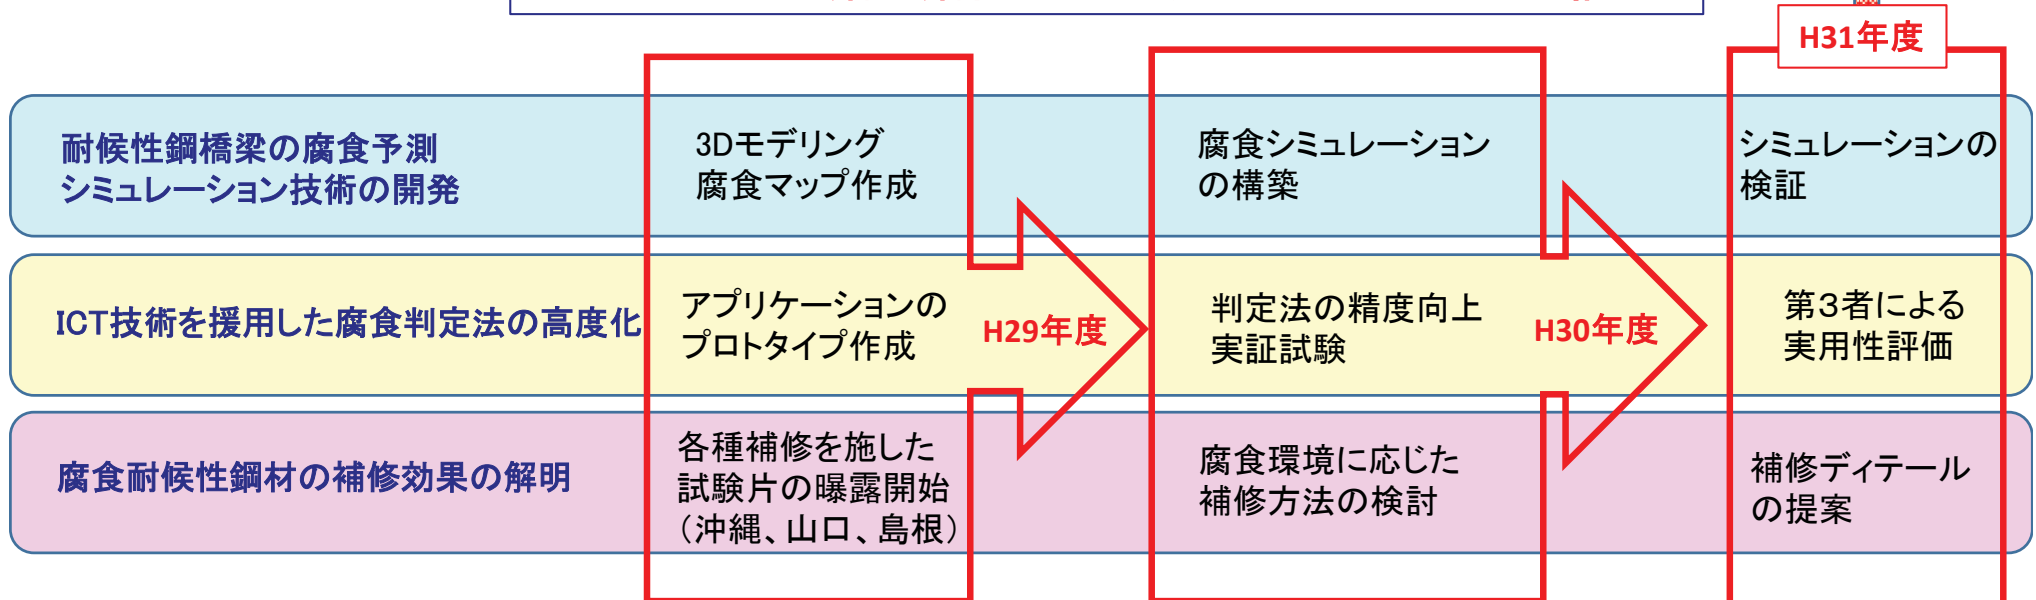 H31年度
耐候性鋼橋梁の腐食予測
シミュレーション技術の開発
3Dモデリング
腐食マップ作成
腐食シミュレーション
の構築
シミュレーションの
検証
ICT技術を援用した腐食判定法の高度化
アプリケーションの
プロトタイプ作成
H29年度
判定法の精度向上
実証試験
H30年度
第３者による
実用性評価
腐食耐候性鋼材の補修効果の解明
各種補修を施した
試験片の曝露開始
（沖縄、山口、島根）
腐食環境に応じた
補修方法の検討
補修ディテール
の提案